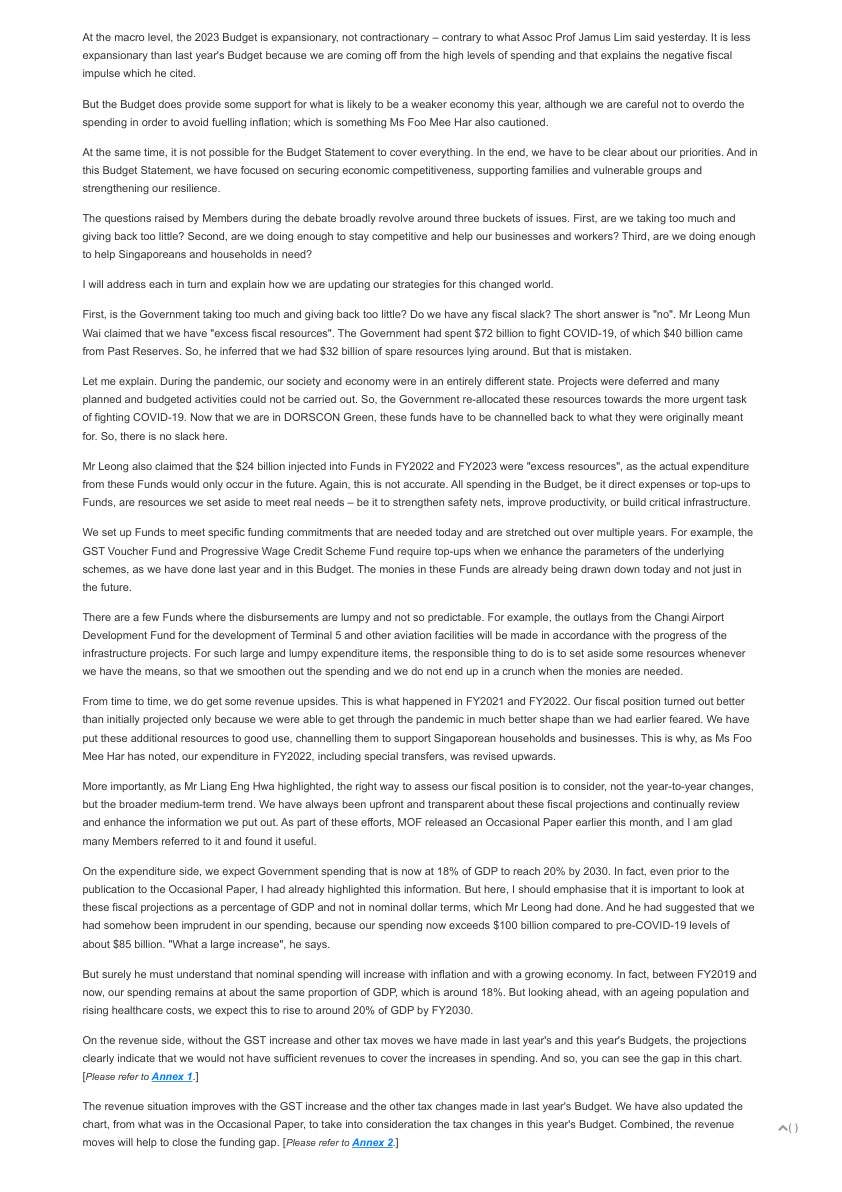 At the macro level, the 2023 Budget is expansionary, not contractionary – contrary to what Assoc Prof Jamus Lim said yesterday. It is less
expansionary than last year's Budget because we are coming off from the high levels of spending and that explains the negative fiscal
impulse which he cited.
But the Budget does provide some support for what is likely to be a weaker economy this year, although we are careful not to overdo the
spending in order to avoid fuelling inflation; which is something Ms Foo Mee Har also cautioned.
At the same time, it is not possible for the Budget Statement to cover everything. In the end, we have to be clear about our priorities. And in
this Budget Statement, we have focused on securing economic competitiveness, supporting families and vulnerable groups and
strengthening our resilience.
The questions raised by Members during the debate broadly revolve around three buckets of issues. First, are we taking too much and
giving back too little? Second, are we doing enough to stay competitive and help our businesses and workers? Third, are we doing enough
to help Singaporeans and households in need?
I will address each in turn and explain how we are updating our strategies for this changed world.
First, is the Government taking too much and giving back too little? Do we have any fiscal slack? The short answer is "no". Mr Leong Mun
Wai claimed that we have "excess fiscal resources". The Government had spent $72 billion to fight COVID-19, of which $40 billion came
from Past Reserves. So, he inferred that we had $32 billion of spare resources lying around. But that is mistaken.
Let me explain. During the pandemic, our society and economy were in an entirely different state. Projects were deferred and many
planned and budgeted activities could not be carried out. So, the Government re-allocated these resources towards the more urgent task
of fighting COVID-19. Now that we are in DORSCON Green, these funds have to be channelled back to what they were originally meant
for. So, there is no slack here.
Mr Leong also claimed that the $24 billion injected into Funds in FY2022 and FY2023 were "excess resources", as the actual expenditure
from these Funds would only occur in the future. Again, this is not accurate. All spending in the Budget, be it direct expenses or top-ups to
Funds, are resources we set aside to meet real needs – be it to strengthen safety nets, improve productivity, or build critical infrastructure.
We set up Funds to meet specific funding commitments that are needed today and are stretched out over multiple years. For example, the
GST Voucher Fund and Progressive Wage Credit Scheme Fund require top-ups when we enhance the parameters of the underlying
schemes, as we have done last year and in this Budget. The monies in these Funds are already being drawn down today and not just in
the future.
There are a few Funds where the disbursements are lumpy and not so predictable. For example, the outlays from the Changi Airport
Development Fund for the development of Terminal 5 and other aviation facilities will be made in accordance with the progress of the
infrastructure projects. For such large and lumpy expenditure items, the responsible thing to do is to set aside some resources whenever
we have the means, so that we smoothen out the spending and we do not end up in a crunch when the monies are needed.
From time to time, we do get some revenue upsides. This is what happened in FY2021 and FY2022. Our fiscal position turned out better
than initially projected only because we were able to get through the pandemic in much better shape than we had earlier feared. We have
put these additional resources to good use, channelling them to support Singaporean households and businesses. This is why, as Ms Foo
Mee Har has noted, our expenditure in FY2022, including special transfers, was revised upwards.
More importantly, as Mr Liang Eng Hwa highlighted, the right way to assess our fiscal position is to consider, not the year-to-year changes,
but the broader medium-term trend. We have always been upfront and transparent about these fiscal projections and continually review
and enhance the information we put out. As part of these efforts, MOF released an Occasional Paper earlier this month, and I am glad
many Members referred to it and found it useful.
On the expenditure side, we expect Government spending that is now at 18% of GDP to reach 20% by 2030. In fact, even prior to the
publication to the Occasional Paper, I had already highlighted this information. But here, I should emphasise that it is important to look at
these fiscal projections as a percentage of GDP and not in nominal dollar terms, which Mr Leong had done. And he had suggested that we
had somehow been imprudent in our spending, because our spending now exceeds $100 billion compared to pre-COVID-19 levels of
about $85 billion. "What a large increase", he says.
But surely he must understand that nominal spending will increase with inflation and with a growing economy. In fact, between FY2019 and
now, our spending remains at about the same proportion of GDP, which is around 18%. But looking ahead, with an ageing population and
rising healthcare costs, we expect this to rise to around 20% of GDP by FY2030.
On the revenue side, without the GST increase and other tax moves we have made in last year's and this year's Budgets, the projections
clearly indicate that we would not have sufficient revenues to cover the increases in spending. And so, you can see the gap in this chart.
[Please refer to Annex 1.]
The revenue situation improves with the GST increase and the other tax changes made in last year's Budget. We have also updated the
chart, from what was in the Occasional Paper, to take into consideration the tax changes in this year's Budget. Combined, the revenue
moves will help to close the funding gap. [Please refer to Annex 2.]
( )